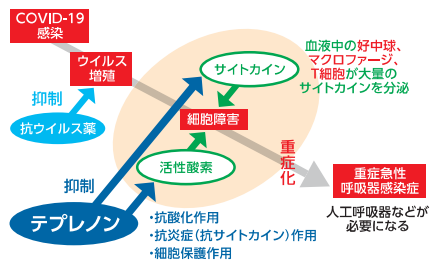 COVID-19
感染
ウイルス
増殖
抑制
抗ウイルス薬
サイトカイン
血液中の好中球、
マクロファージ、
T細胞が大量の
サイトカインを分泌
細胞障害
活性酸素
重症化
重症急性
呼吸器感染症
人工呼吸器などが
必要になる
抑制
テプレノン
・抗酸化作用
・抗炎症（抗サイトカイン）作用
・細胞保護作用